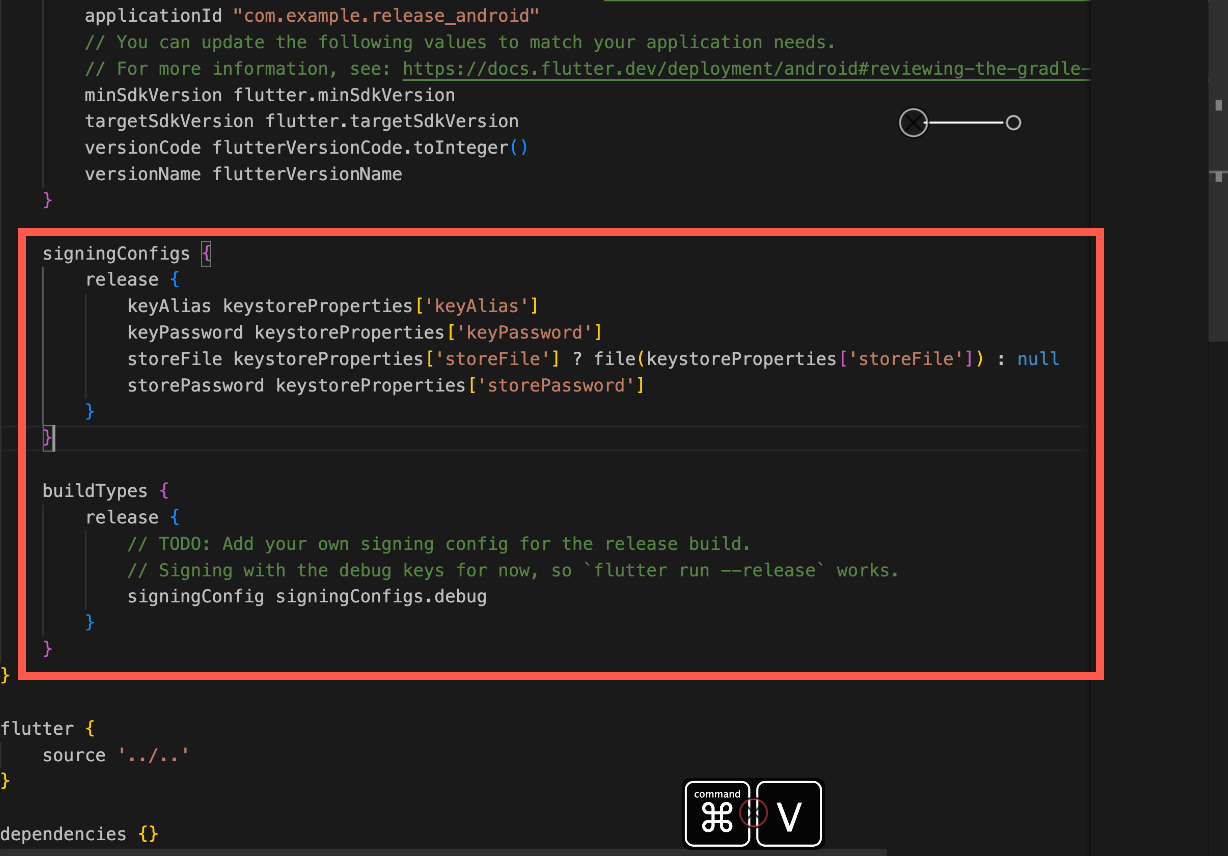 applicationId "com.example.release_android"
// You can update the following values to match your application needs.
// For more information, see: https://docs.flutter.dev/deployment/android#reviewing-the-gradle-
minSdkVersion flutter.minSdkVersion
targetSdkVersion flutter.targetSdkVersion
versionCode flutterVersionCode.toInteger()
versionName flutterVersionName
}
signingConfigs {
release {
keyAlias keystoreProperties['keyAlias']
keyPassword keystoreProperties['keyPassword']
storeFile keystoreProperties['storeFile'] ? file(keystoreProperties['storeFile']) : null
storePassword keystoreProperties['storePassword']
}
}
buildTypes {
release {
// TODO: Add your own signing config for the release build.
// Signing with the debug keys for now, so `flutter run --release` works.
signingConfig signingConfigs.debug
}
}
}
flutter {
source '../..'
}
dependencies {}
command
⌘ V